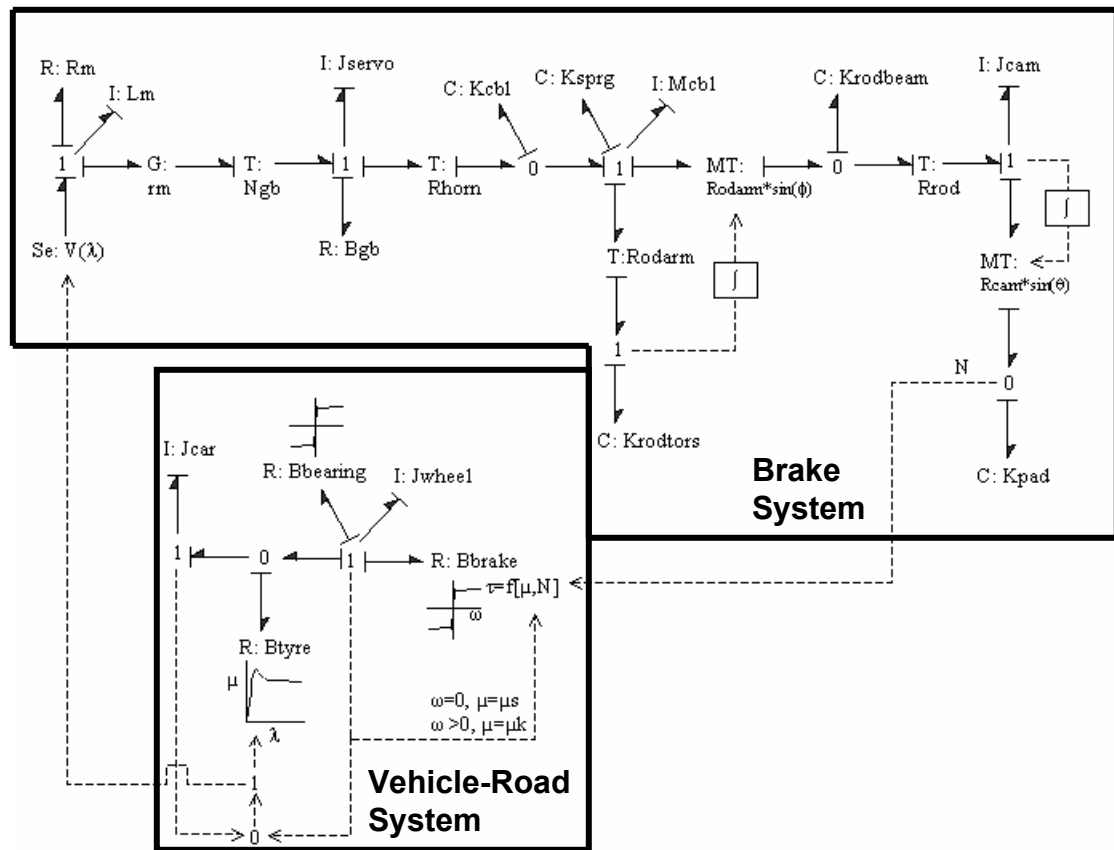 R: Rm
I: Lm
1
G:
rm
T:
Ngb
Se: V(λ)
I: Jservo
1
R: Bgb
T:
Rhorn
C: Kcbl
0
C: Ksprg
I: Mcbl
1
T:Rodarm
∫
1
C: Krodtors
MT:
Rodarm*sin(ϕ)
C: Krodbeam
0
T:
Rrod
I: Jcam
1
∫
MT:
Rcam*sin(θ)
N
0
C: Kpad
Brake
System
I: Jcar
R: Bbearing
I: Jwheel
1
0
1
R: Bbrake
τ=f[μ,N]
ω
R: Btyre
μ
λ
ω=0, μ=μs
ω >0, μ=μk
1
0
Vehicle-Road
System